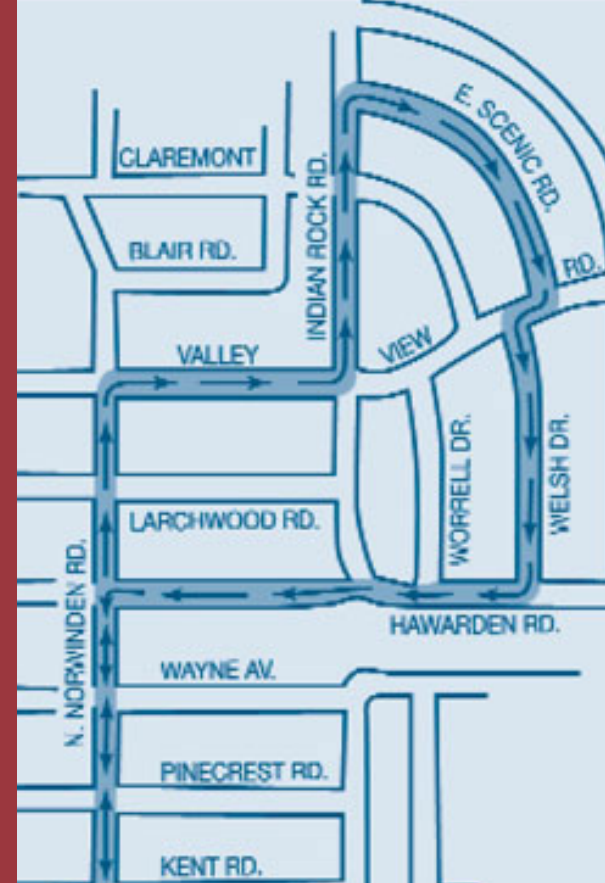 E. SCENIC RD.
CLAREMONT
INDIAN ROCK RD.
BLAIR RD.
RD.
VALLEY
VIEW
WORRELL DR.
WELSH DR.
LARCHWOOD RD.
N. NORWINDEN RD.
HAWARDEN RD.
WAYNE AV.
PINECREST RD.
KENT RD.